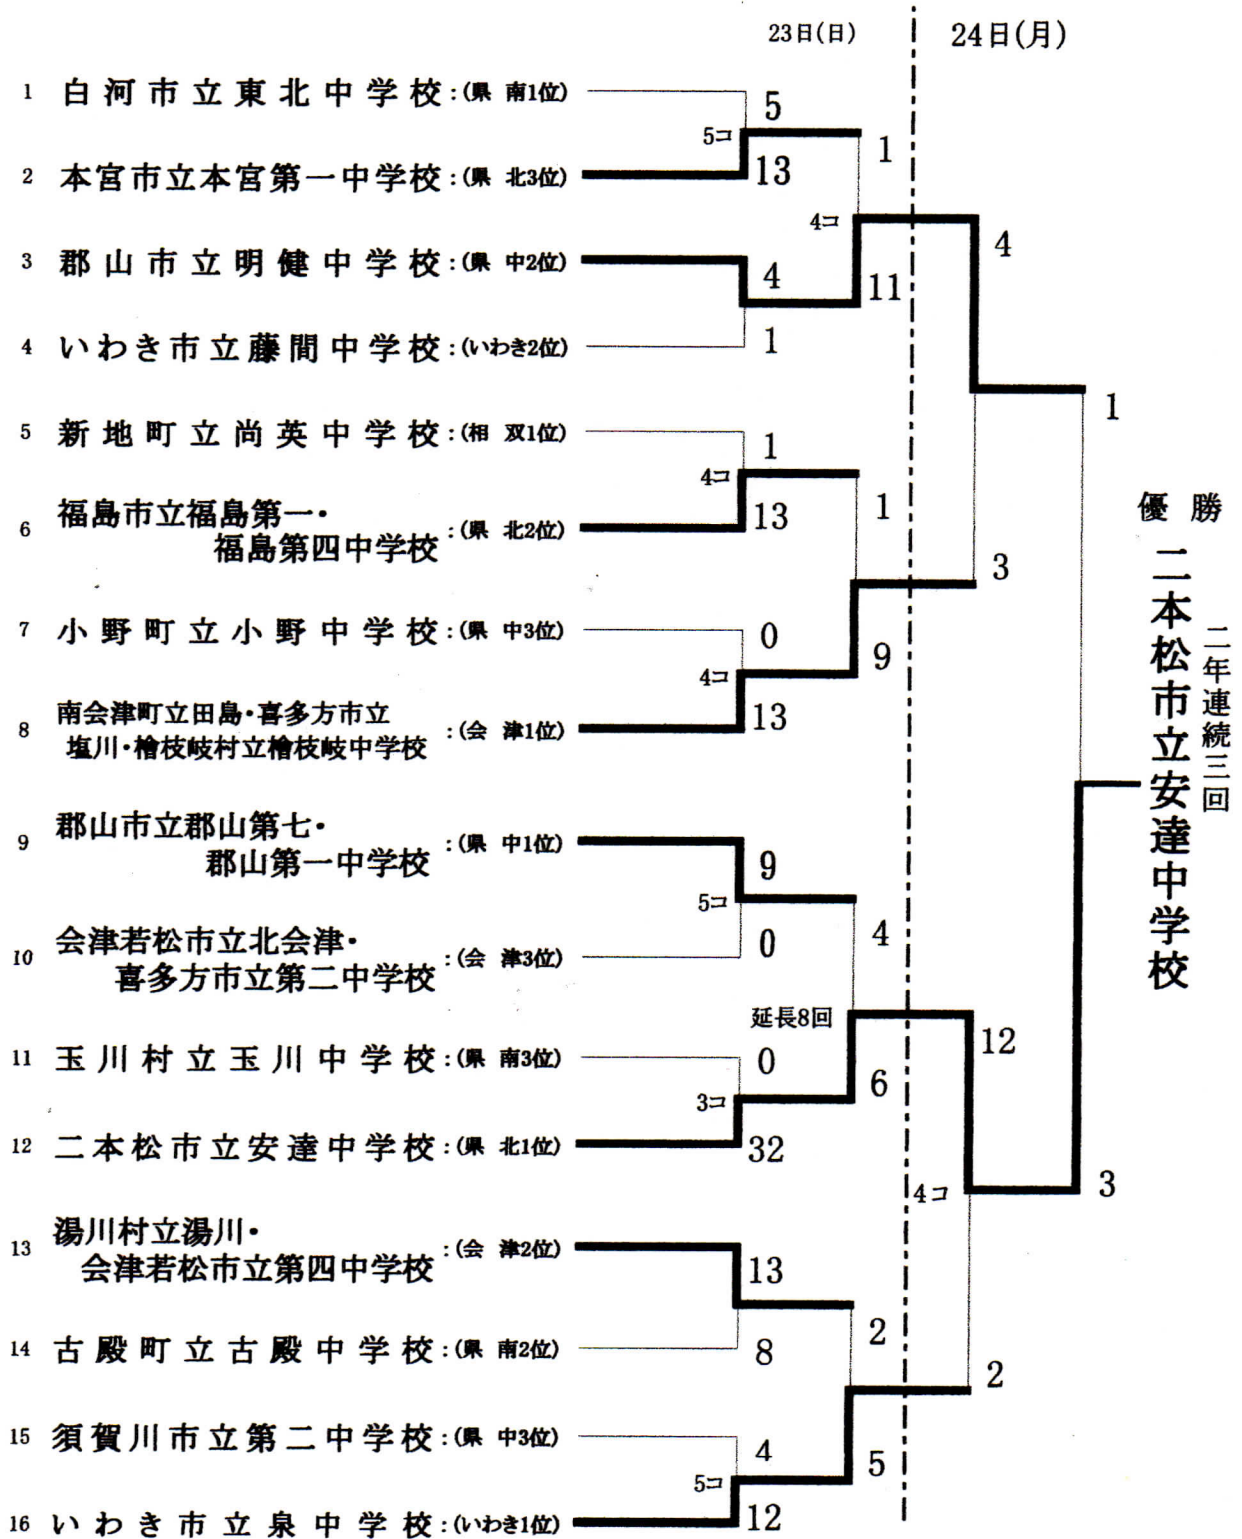 23日(日)
24日(月)
1 白河市立東北中学校:(県 南1位)
5
5コ
1
2 本宮市立本宮第一中学校:(県 北3位)
13
4コ
4
3 郡山市立明健中学校:(県 中2位)
4
11
4 いわき市立藤間中学校:(いわき2位)
1
1
5 新地町立尚英中学校:(相 双1位)
1
4コ
6 福島市立福島第一・
福島第四中学校:(県 北2位)
13
1
3
7 小野町立小野中学校:(県 中3位)
0
9
4コ
8 南会津町立田島・喜多方市立
塩川・檜枝岐村立檜枝岐中学校:(会 津1位)
13
優勝
二本松市立安達中学校
二年連続三回
9 郡山市立郡山第七・
郡山第一中学校:(県 中1位)
9
5コ
4
10 会津若松市立北会津・
喜多方市立第二中学校:(会 津3位)
0
延長8回
12
11 玉川村立玉川中学校:(県 南3位)
0
6
3コ
12 二本松市立安達中学校:(県 北1位)
32
4コ
3
13 湯川村立湯川・
会津若松市立第四中学校:(会 津2位)
13
2
14 古殿町立古殿中学校:(県 南2位)
8
2
15 須賀川市立第二中学校:(県 中3位)
4
5
5コ
16 いわき市立泉中学校:(いわき1位)
12